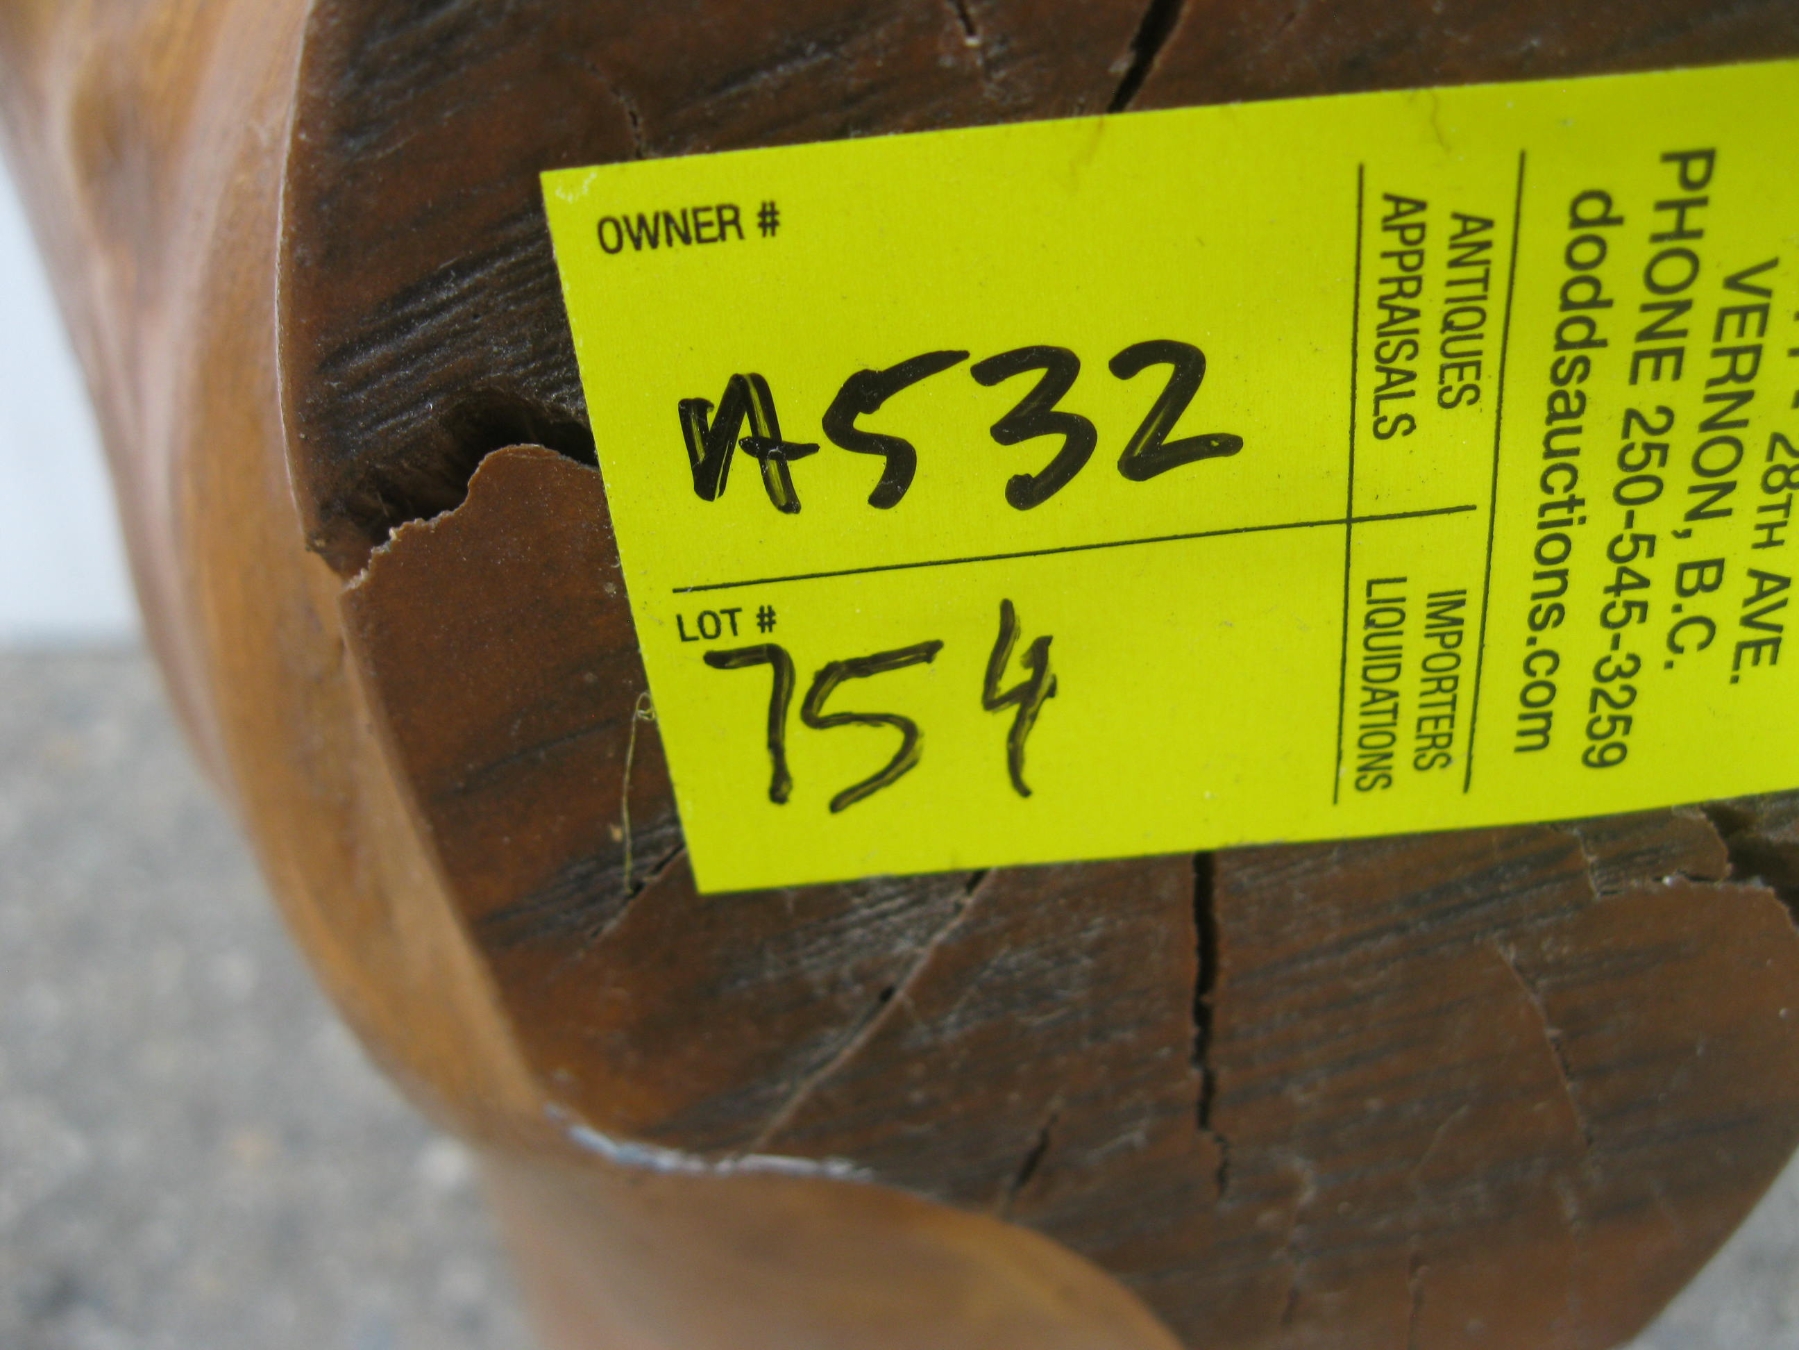 OWNER #
A532
LOT #
754
ANTIQUES
APPRAISALS
IMPORTERS
LIQUIDATIONS
28TH AVE.
VERNON, B.C.
PHONE 250-545-3259
doddsauctions.com